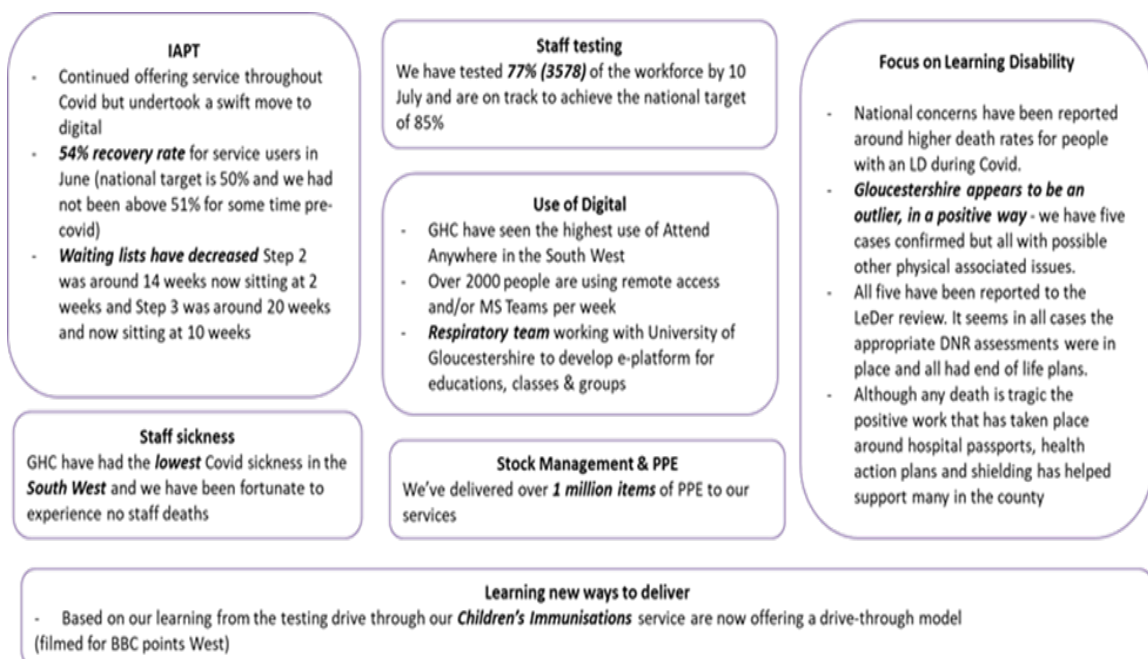 IAPT
- Continued offering service throughout
Covid but undertook a swift move to
digital
- 54% recovery rate for service users in
June (national target is 50% and we had
not been above 51% for some time pre-
covid)
- Waiting lists have decreased Step 2
was around 14 weeks now sitting at 2
weeks and Step 3 was around 20 weeks
and now sitting at 10 weeks
Staff sickness
GHC have had the lowest Covid sickness in the
South West and we have been fortunate to
experience no staff deaths
Staff testing
We have tested 77% (3578) of the workforce by 10
July and are on track to achieve the national target
of 85%
Use of Digital
- GHC have seen the highest use of Attend
Anywhere in the South West
- Over 2000 people are using remote access
and/or MS Teams per week
- Respiratory team working with University of
Gloucestershire to develop e-platform for
educations, classes & groups
Stock Management & PPE
We've delivered over 1 million items of PPE to our
services
Focus on Learning Disability
- National concerns have been reported
around higher death rates for people
with an LD during Covid.
- Gloucestershire appears to be an
outlier, in a positive way - we have five
cases confirmed but all with possible
other physical associated issues.
- All five have been reported to the
LeDer review. It seems in all cases the
appropriate DNR assessments were in
place and all had end of life plans.
- Although any death is tragic the
positive work that has taken place
around hospital passports, health
action plans and shielding has helped
support many in the county
Learning new ways to deliver
- Based on our learning from the testing drive through our Children's Immunisations service are now offering a drive-through model
(filmed for BBC points West)